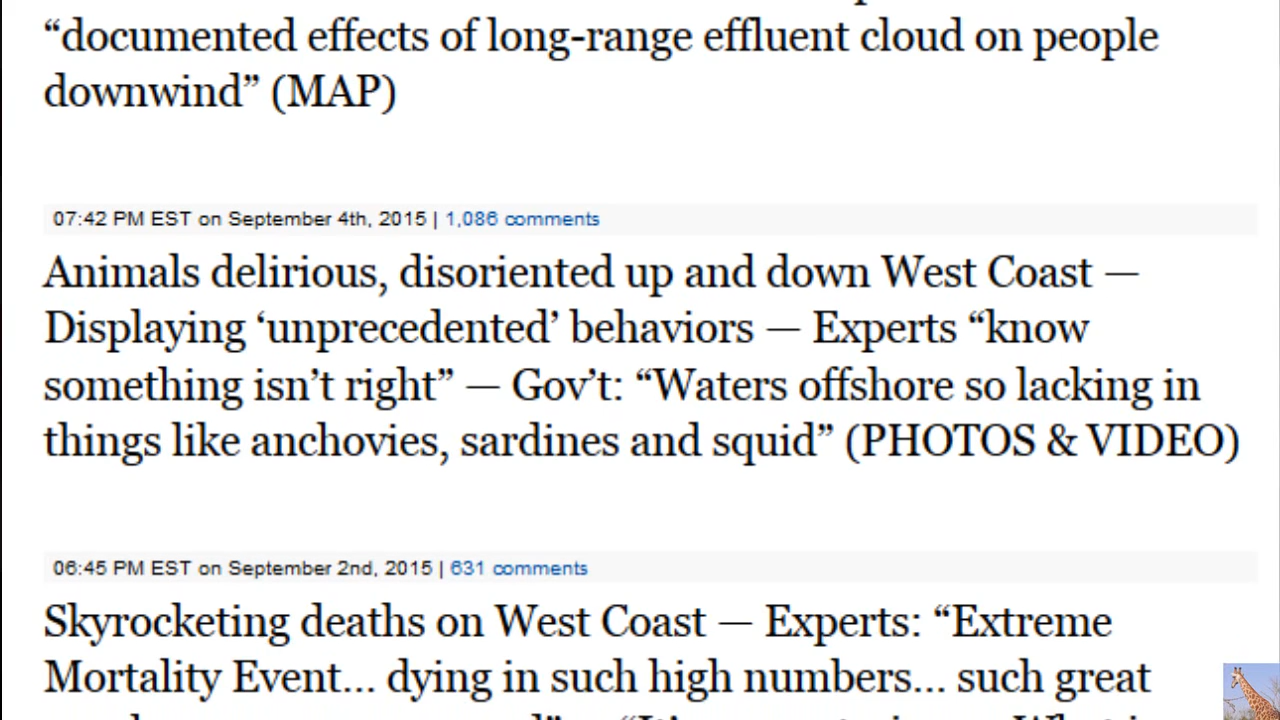 “documented effects of long-range effluent cloud on people
downwind” (MAP)
07:42 PM EST on September 4th, 2015 | 1,086 comments
Animals delirious, disoriented up and down West Coast —
Displaying ‘unprecedented’ behaviors — Experts “know
something isn’t right” — Gov’t: “Waters offshore so lacking in
things like anchovies, sardines and squid” (PHOTOS & VIDEO)
06:45 PM EST on September 2nd, 2015 | 631 comments
Skyrocketing deaths on West Coast — Experts: “Extreme
Mortality Event... dying in such high numbers... such great